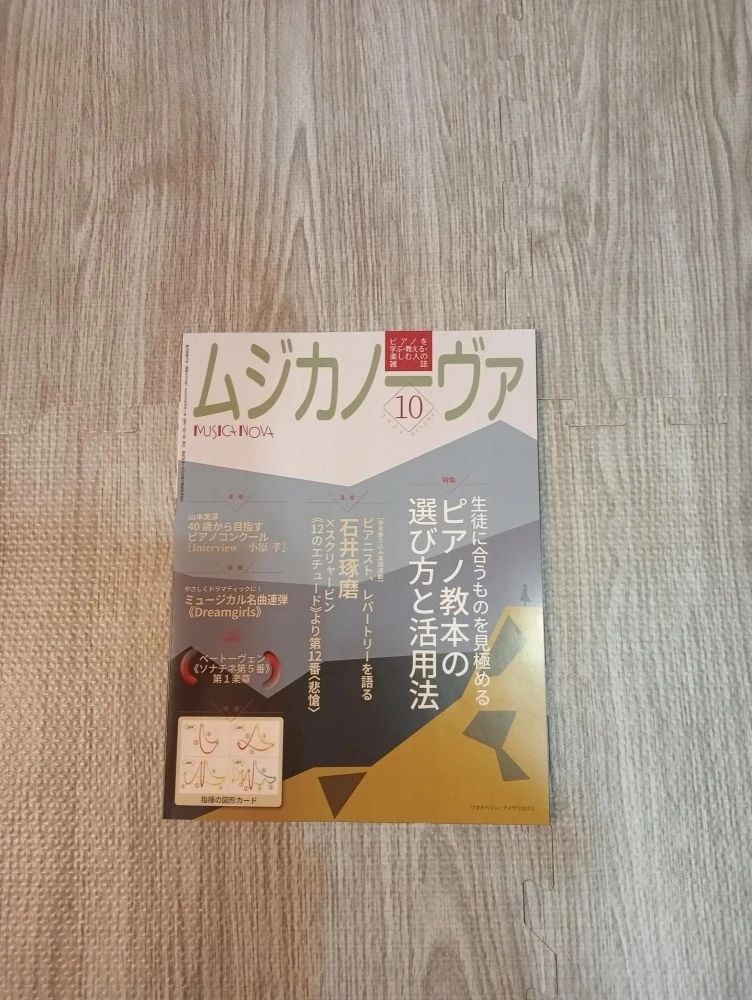 ピアノを
学ぶ・教える・
楽しむ人の
雑誌
ムジカノーヴァ
10
MUSICA NOVA
特集
生徒に合うものを見極める
ピアノ教本の
選び方と活用法
連載
ピアニスト、レパートリーを語る
石井琢磨
×スクリャービン
《12のエチュード》より第12番〈悲愴〉
連載
山本美芽
40歳から目指す
ピアノコンクール
[Interview 小原 孝]
連載
やさしくドラマティックに!
ミュージカル名曲連弾
《Dreamgirls》
ベートーヴェン
《ソナチネ第5番》
第1楽章
指揮の図形カード